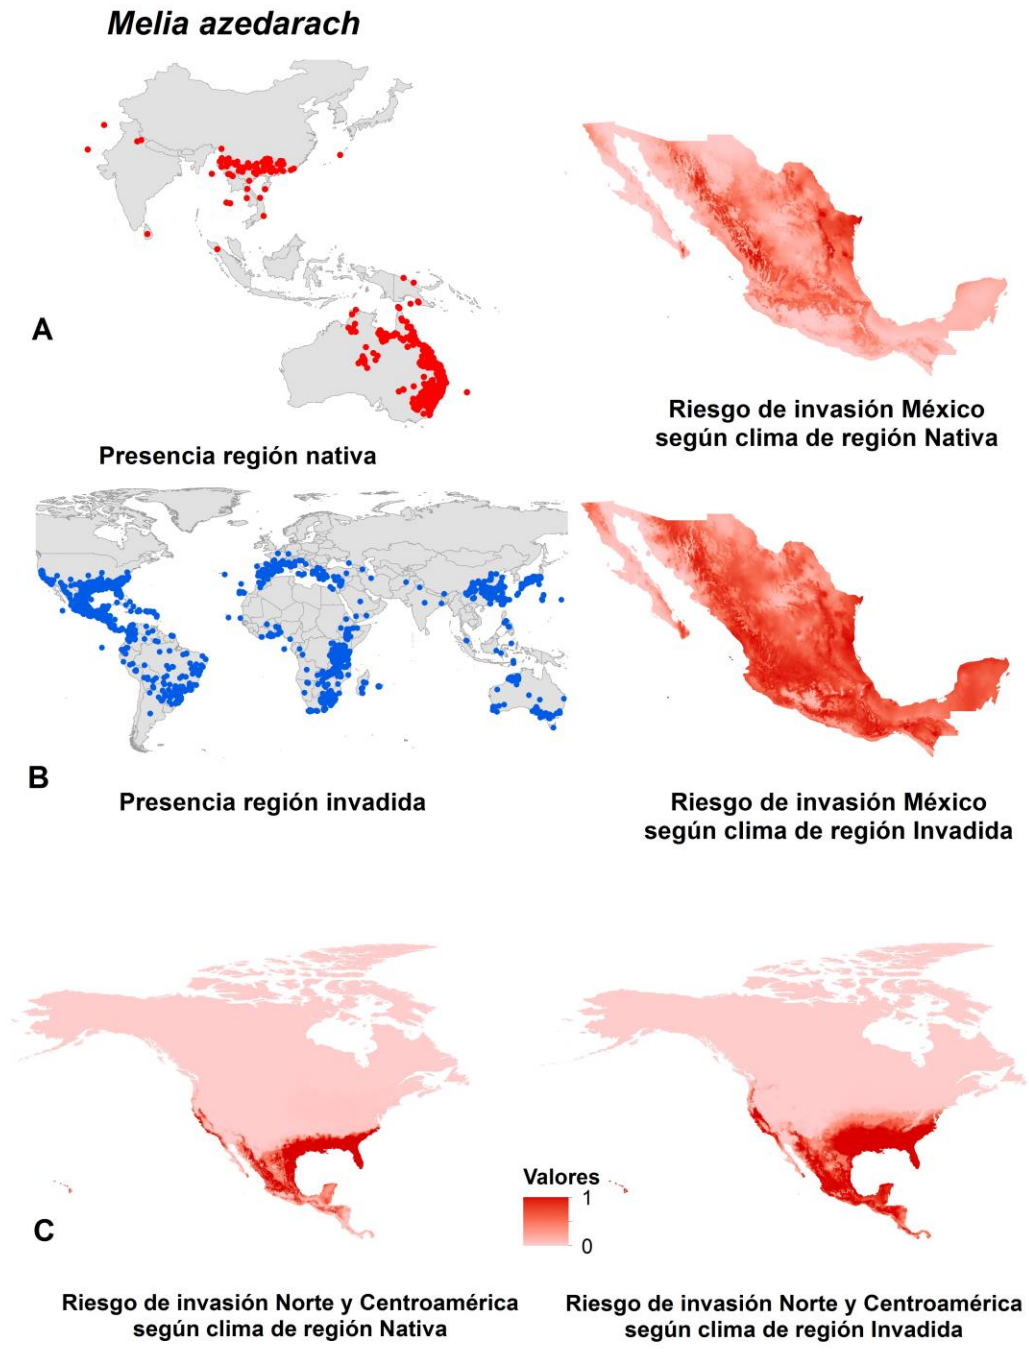 Melia azedarach
A
Presencia región nativa
Riesgo de invasión México
según clima de región Nativa
B
Presencia región invadida
Riesgo de invasión México
según clima de región Invadida
C
Valores
1
0
Riesgo de invasión Norte y Centroamérica
según clima de región Nativa
Riesgo de invasión Norte y Centroamérica
según clima de región Invadida